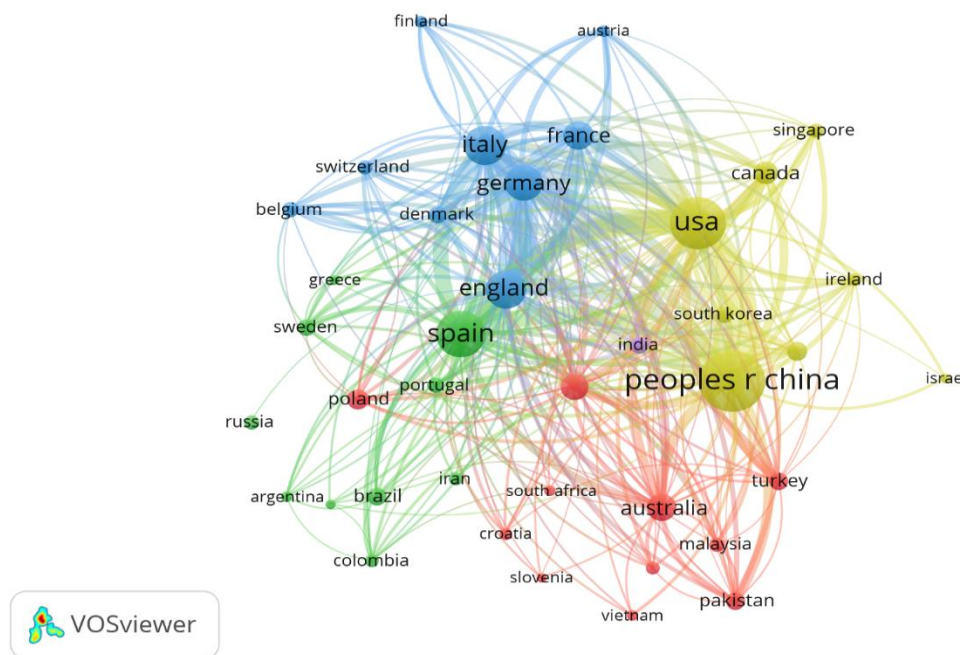 finland
austria
singapore
italy
france
canada
switzerland
germany
belgium
denmark
usa
greece
england
ireland
sweden
spain
south korea
india
portugal
peoples r china
israe
poland
russia
iran
turkey
argentina
brazil
south africa
australia
croatia
malaysia
colombia
slovenia
pakistan
vietnam
VOSviewer